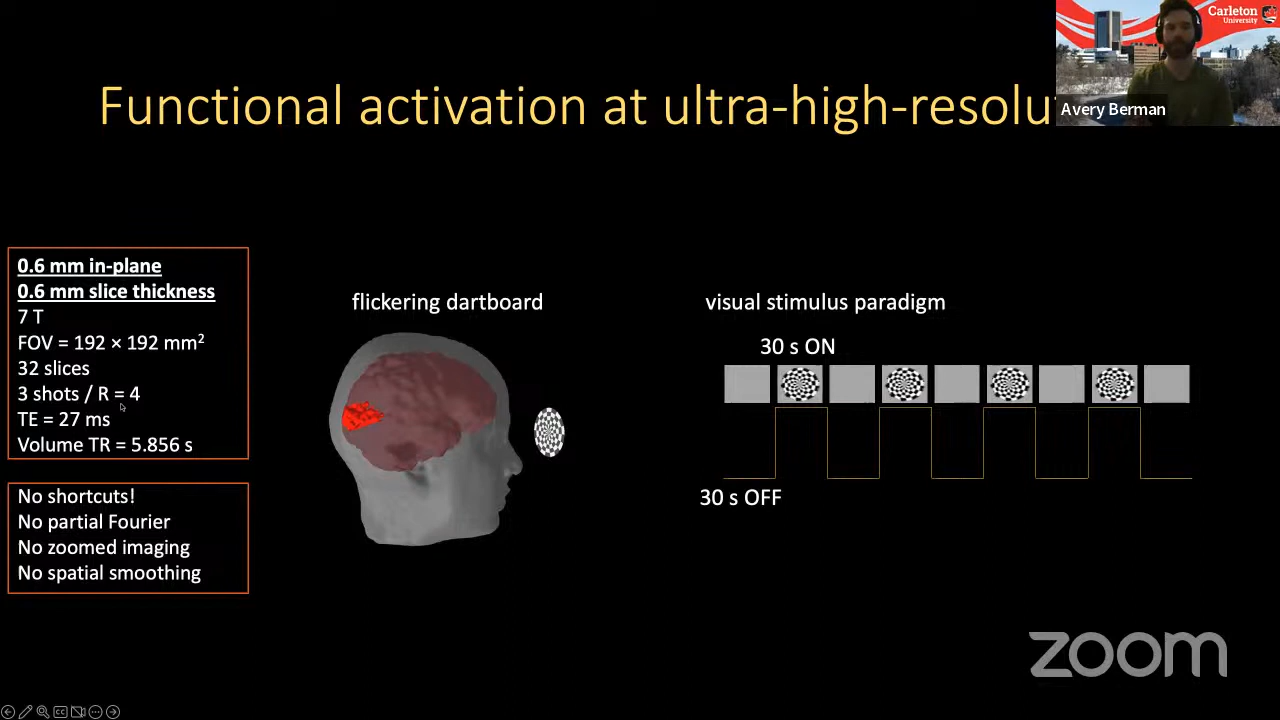 Carleton
University
Avery Berman
Functional activation at ultra-high-resolu
0.6 mm in-plane
0.6 mm slice thickness
7 T
FOV = 192 × 192 mm²
32 slices
3 shots / R = 4
TE = 27 ms
Volume TR = 5.856 s
No shortcuts!
No partial Fourier
No zoomed imaging
No spatial smoothing
flickering dartboard
visual stimulus paradigm
30 s ON
30 s OFF
zoom